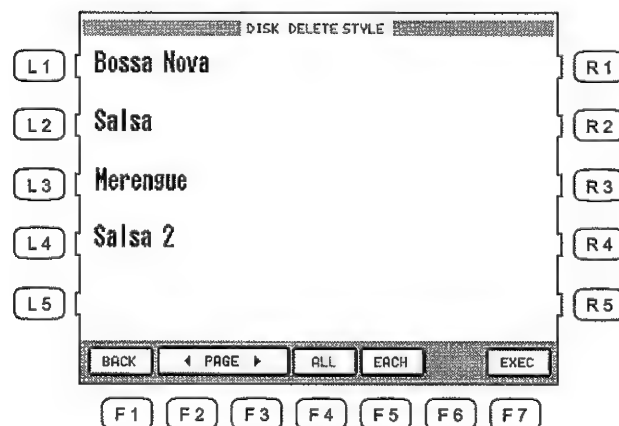 DISK DELETE STYLE
L1 Bossa Nova R1
L2 Salsa R2
L3 Merengue R3
L4 Salsa 2 R4
L5 R5
BACK ◀ PAGE ▶ ALL EACH EXEC
F1 F2 F3 F4 F5 F6 F7